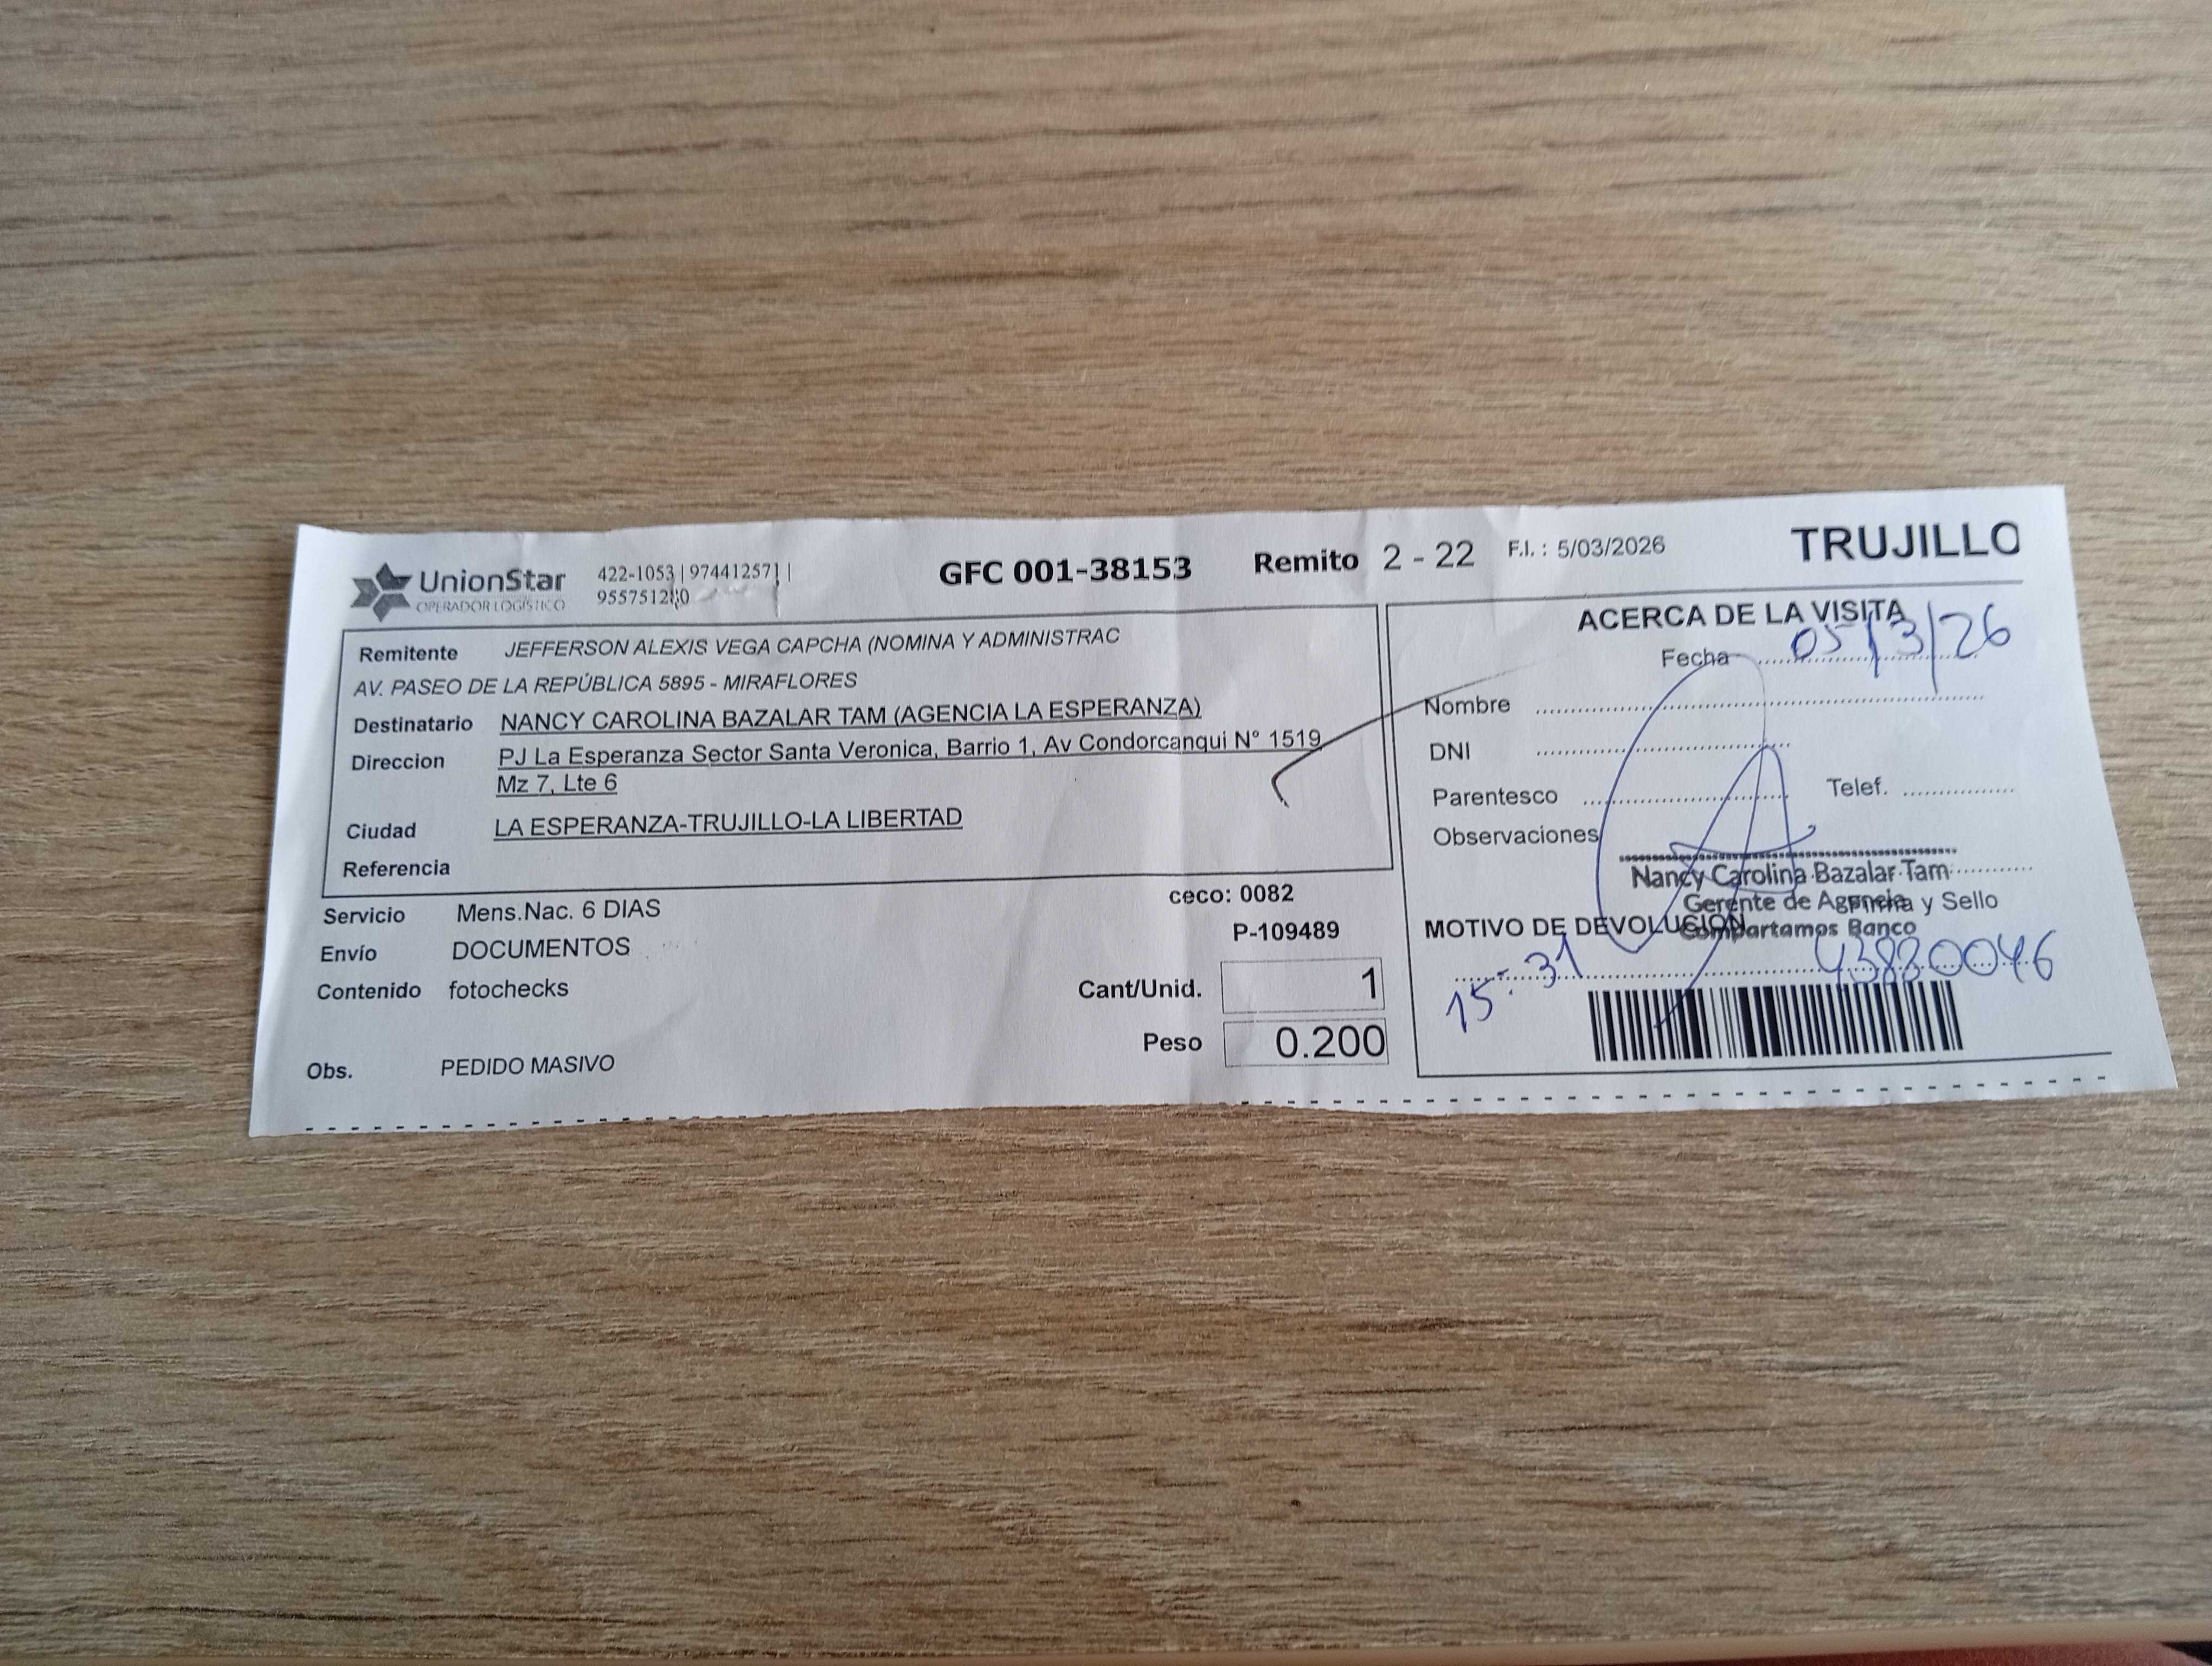 UnionStar
OPERADOR LOGÍSTICO
422-1053 | 974412571 |
GFC 001-38153
Remito 2 - 22
F.I. : 5/03/2026
TRUJILLO
Remitente JEFFERSON ALEXIS VEGA CAPCHA (NOMINA Y ADMINISTRAC
AV. PASEO DE LA REPÚBLICA 5895 - MIRAFLORES
Destinatario NANCY CAROLINA BAZALAR TAM (AGENCIA LA ESPERANZA)
Direccion PJ La Esperanza Sector Santa Veronica, Barrio 1, Av Condorcanqui N° 1519
Mz 7, Lte 6
Ciudad LA ESPERANZA-TRUJILLO-LA LIBERTAD
Referencia
ceco: 0082
Servicio Mens.Nac. 6 DIAS
P-109489
Envío DOCUMENTOS
Contenido fotochecks
Cant/Unid. 1
Peso 0.200
Obs. PEDIDO MASIVO
ACERCA DE LA VISITA
Fecha 05/3/26
Nombre
DNI
Parentesco Telef.
Observaciones
Nancy Carolina Bazalar Tam
Gerente de Agencia
Firma y Sello
Compartamos Banco
MOTIVO DE DEVOLUCIÓN
15:31
43880046